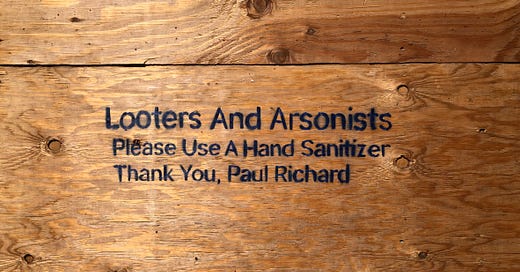 Looters And Arsonists
Please Use A Hand Sanitizer
Thank You, Paul Richard